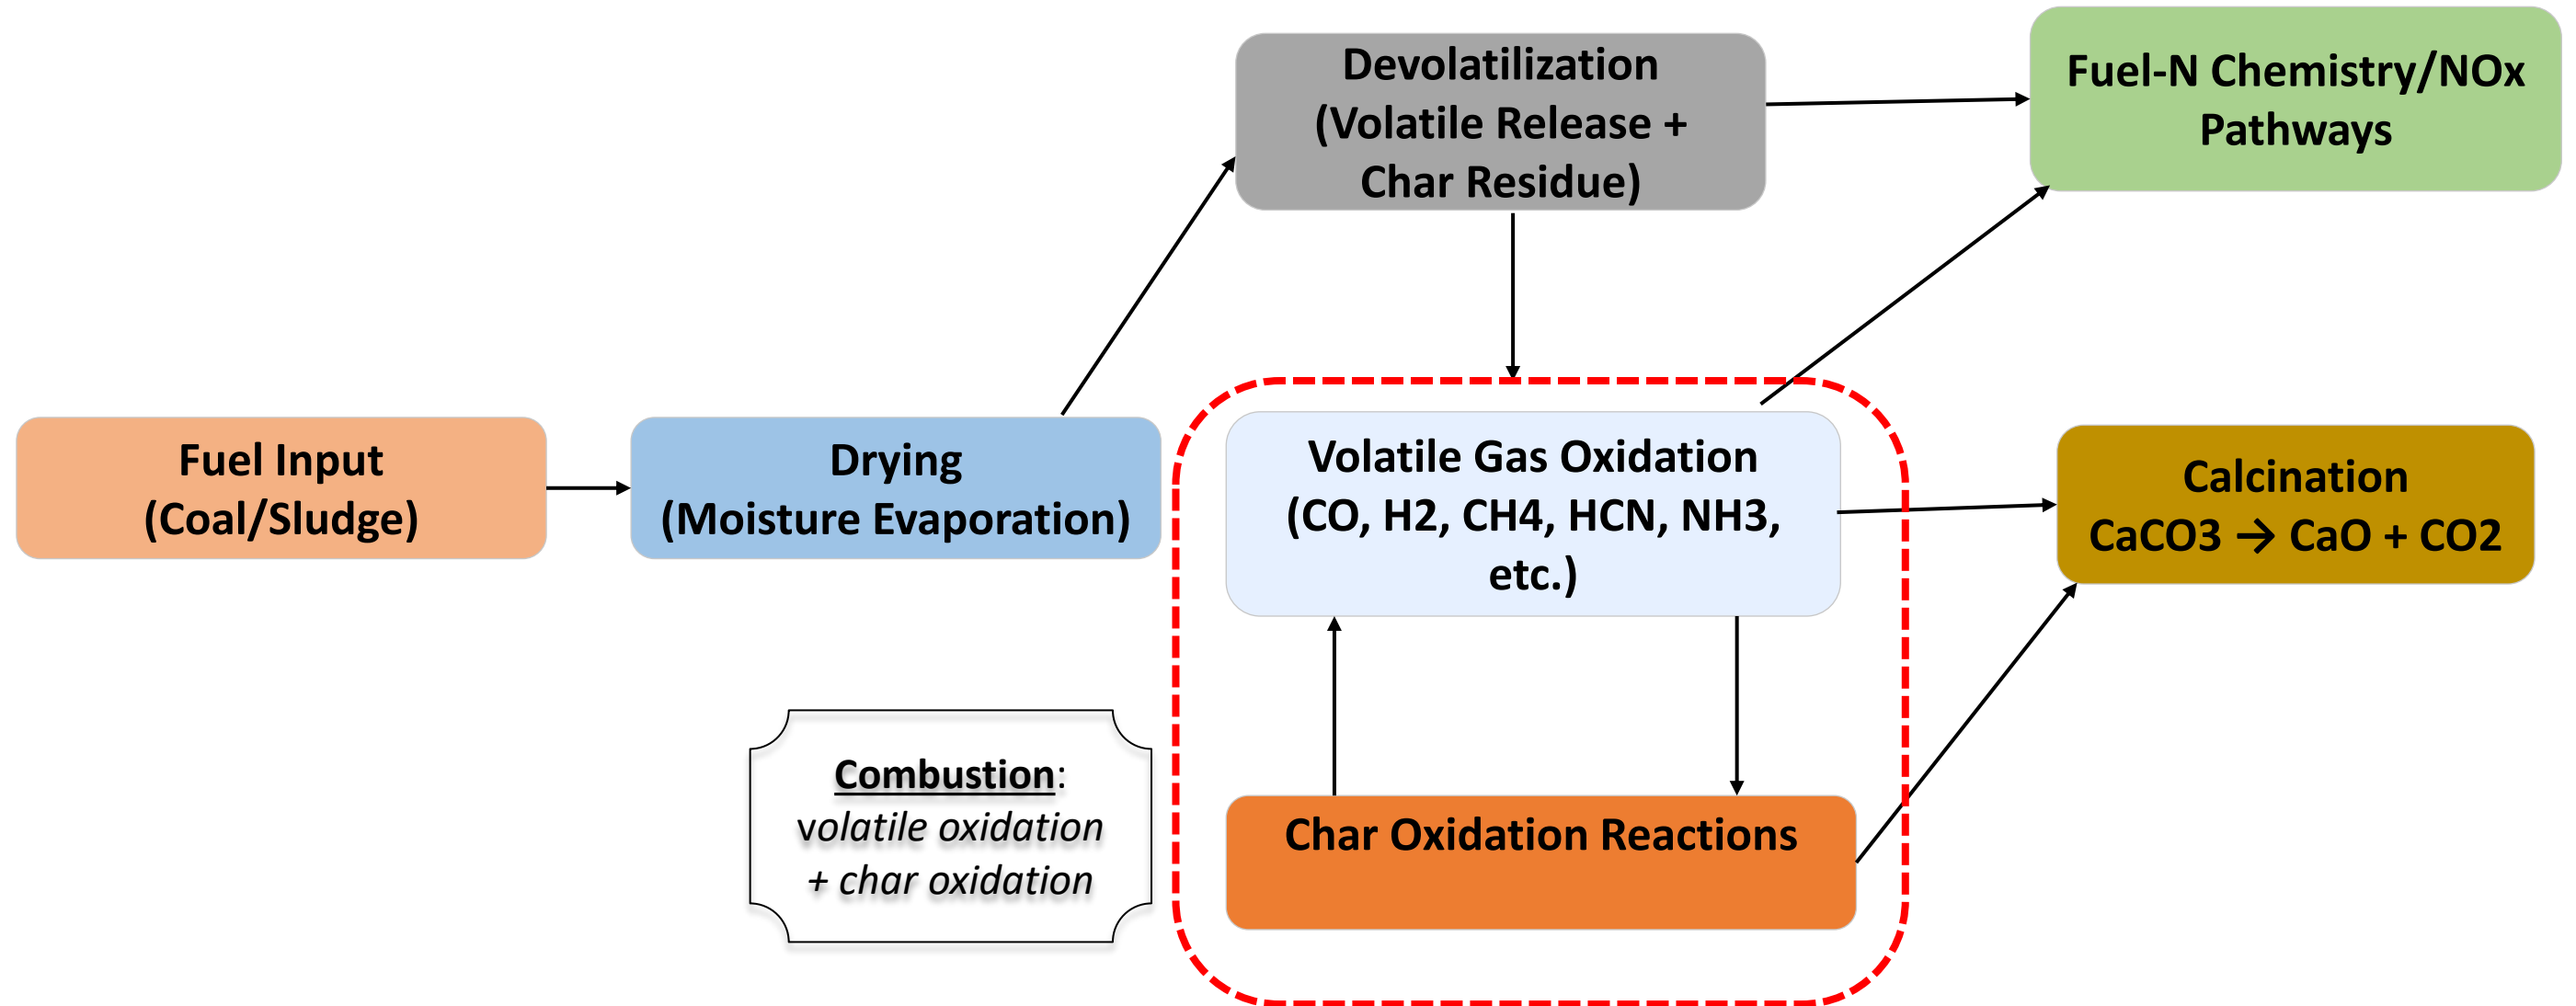 Devolatilization
(Volatile Release +
Char Residue)
Fuel-N Chemistry/NOx
Pathways
Fuel Input
(Coal/Sludge)
Drying
(Moisture Evaporation)
Volatile Gas Oxidation
(CO, H2, CH4, HCN, NH3,
etc.)
Calcination
CaCO3 → CaO + CO2
Combustion:
volatile oxidation
+ char oxidation
Char Oxidation Reactions